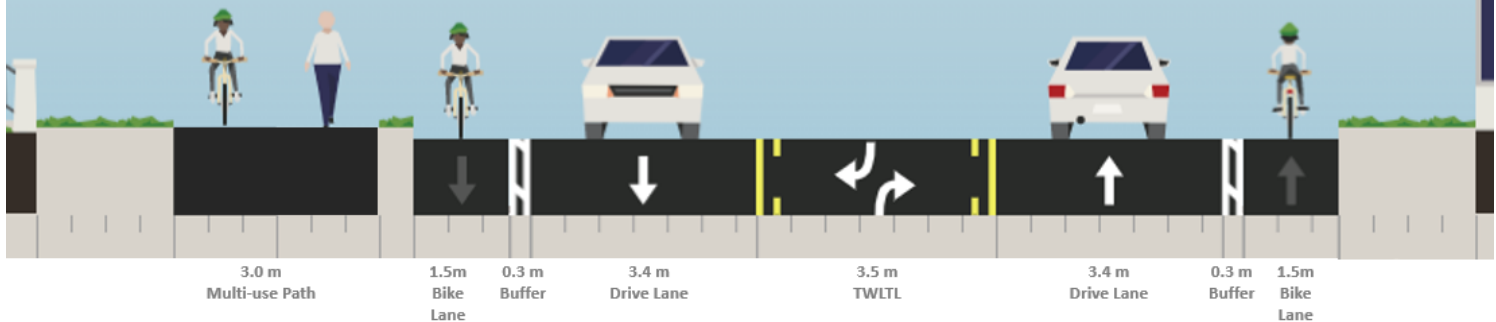 3.0 m
Multi-use Path
1.5m
Bike
Lane
0.3 m
Buffer
3.4 m
Drive Lane
3.5 m
TWLTL
3.4 m
Drive Lane
0.3 m
Buffer
1.5m
Bike
Lane